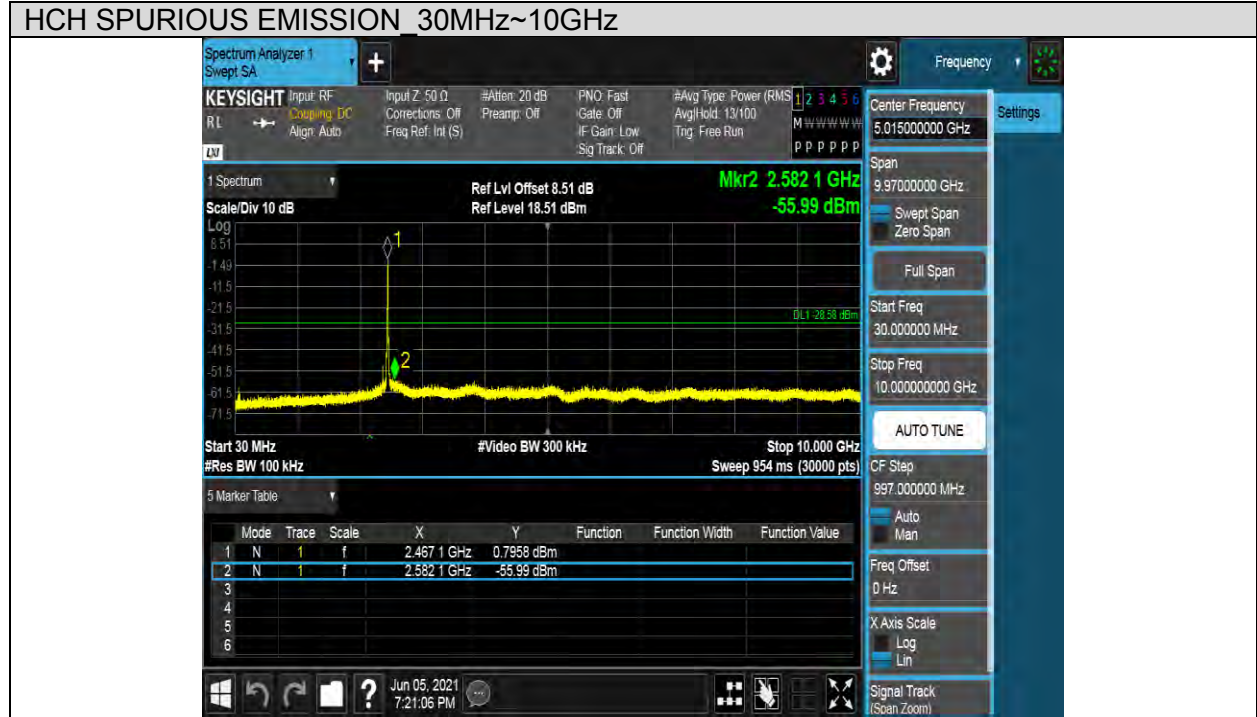 HCH SPURIOUS EMISSION_30MHz~10GHz
Spectrum Analyzer 1
Swept SA
+
Frequency
KEYSIGHT
RL
LXI
Input: RF
Coupling: DC
Align: Auto
Input Z: 50 Ω
Corrections: Off
Freq Ref: Int (S)
#Atten: 20 dB
Preamp: Off
PNO: Fast
Gate: Off
IF Gain: Low
Sig Track: Off
#Avg Type: Power (RMS
Avg|Hold: 13/100
Trig: Free Run
1 2 3 4 5 6
M W W W W W
P P P P P P
1 Spectrum
Scale/Div 10 dB
Ref Lvl Offset 8.51 dB
Ref Level 18.51 dBm
Mkr2 2.582 1 GHz
-55.99 dBm
Log
8.51
-1.49
-11.5
-21.5
-31.5
-41.5
-51.5
-61.5
-71.5
1
2
DL1 -28.58 dBm
Start 30 MHz
#Res BW 100 kHz
#Video BW 300 kHz
Stop 10.000 GHz
Sweep 954 ms (30000 pts)
5 Marker Table
Mode Trace Scale X Y Function Function Width Function Value
1 N 1 f 2.467 1 GHz 0.7958 dBm
2 N 1 f 2.582 1 GHz -55.99 dBm
3
4
5
6
?
Jun 05, 2021
7:21:06 PM
Center Frequency
5.015000000 GHz
Settings
Span
9.97000000 GHz
Swept Span
Zero Span
Full Span
Start Freq
30.000000 MHz
Stop Freq
10.000000000 GHz
AUTO TUNE
CF Step
997.000000 MHz
Auto
Man
Freq Offset
0 Hz
X Axis Scale
Log
Lin
Signal Track
(Span Zoom)